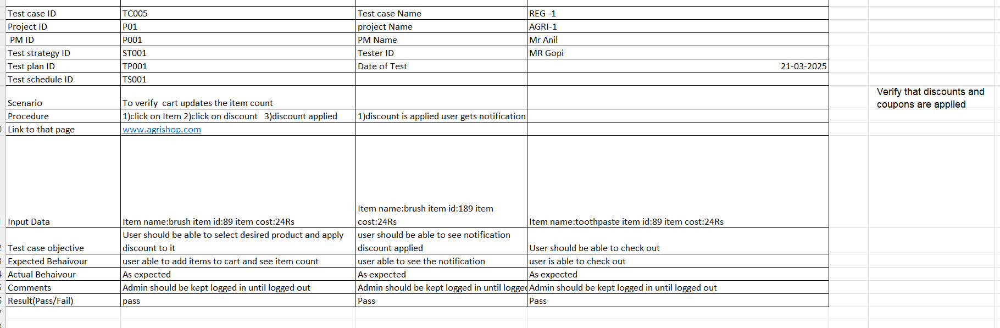 Test case ID TC005 Test case Name REG -1
Project ID P01 project Name AGRI-1
PM ID P001 PM Name Mr Anil
Test strategy ID ST001 Tester ID MR Gopi
Test plan ID TP001 Date of Test 21-03-2025
Test schedule ID TS001
Verify that discounts and
coupons are applied
Scenario To verify  cart updates the item count
Procedure 1)click on Item 2)click on discount   3)discount applied 1)discount is applied user gets notification
Link to that page www.agrishop.com
Item name:brush item id:189 item
Input Data Item name:brush item id:89 item cost:24Rs cost:24Rs Item name:toothpaste item id:89 item cost:24Rs
User should be able to select desired product and apply user should be able to see notification
Test case objective discount to it discount applied User should be able to check out
Expected Behaivour user able to add items to cart and see item count user able to see the notification user is able to check out
Actual Behaivour As expected As expected As expected
Comments Admin should be kept logged in until logged out Admin should be kept logged in until logged Admin should be kept logged in until logged out
Result(Pass/Fail) pass Pass Pass